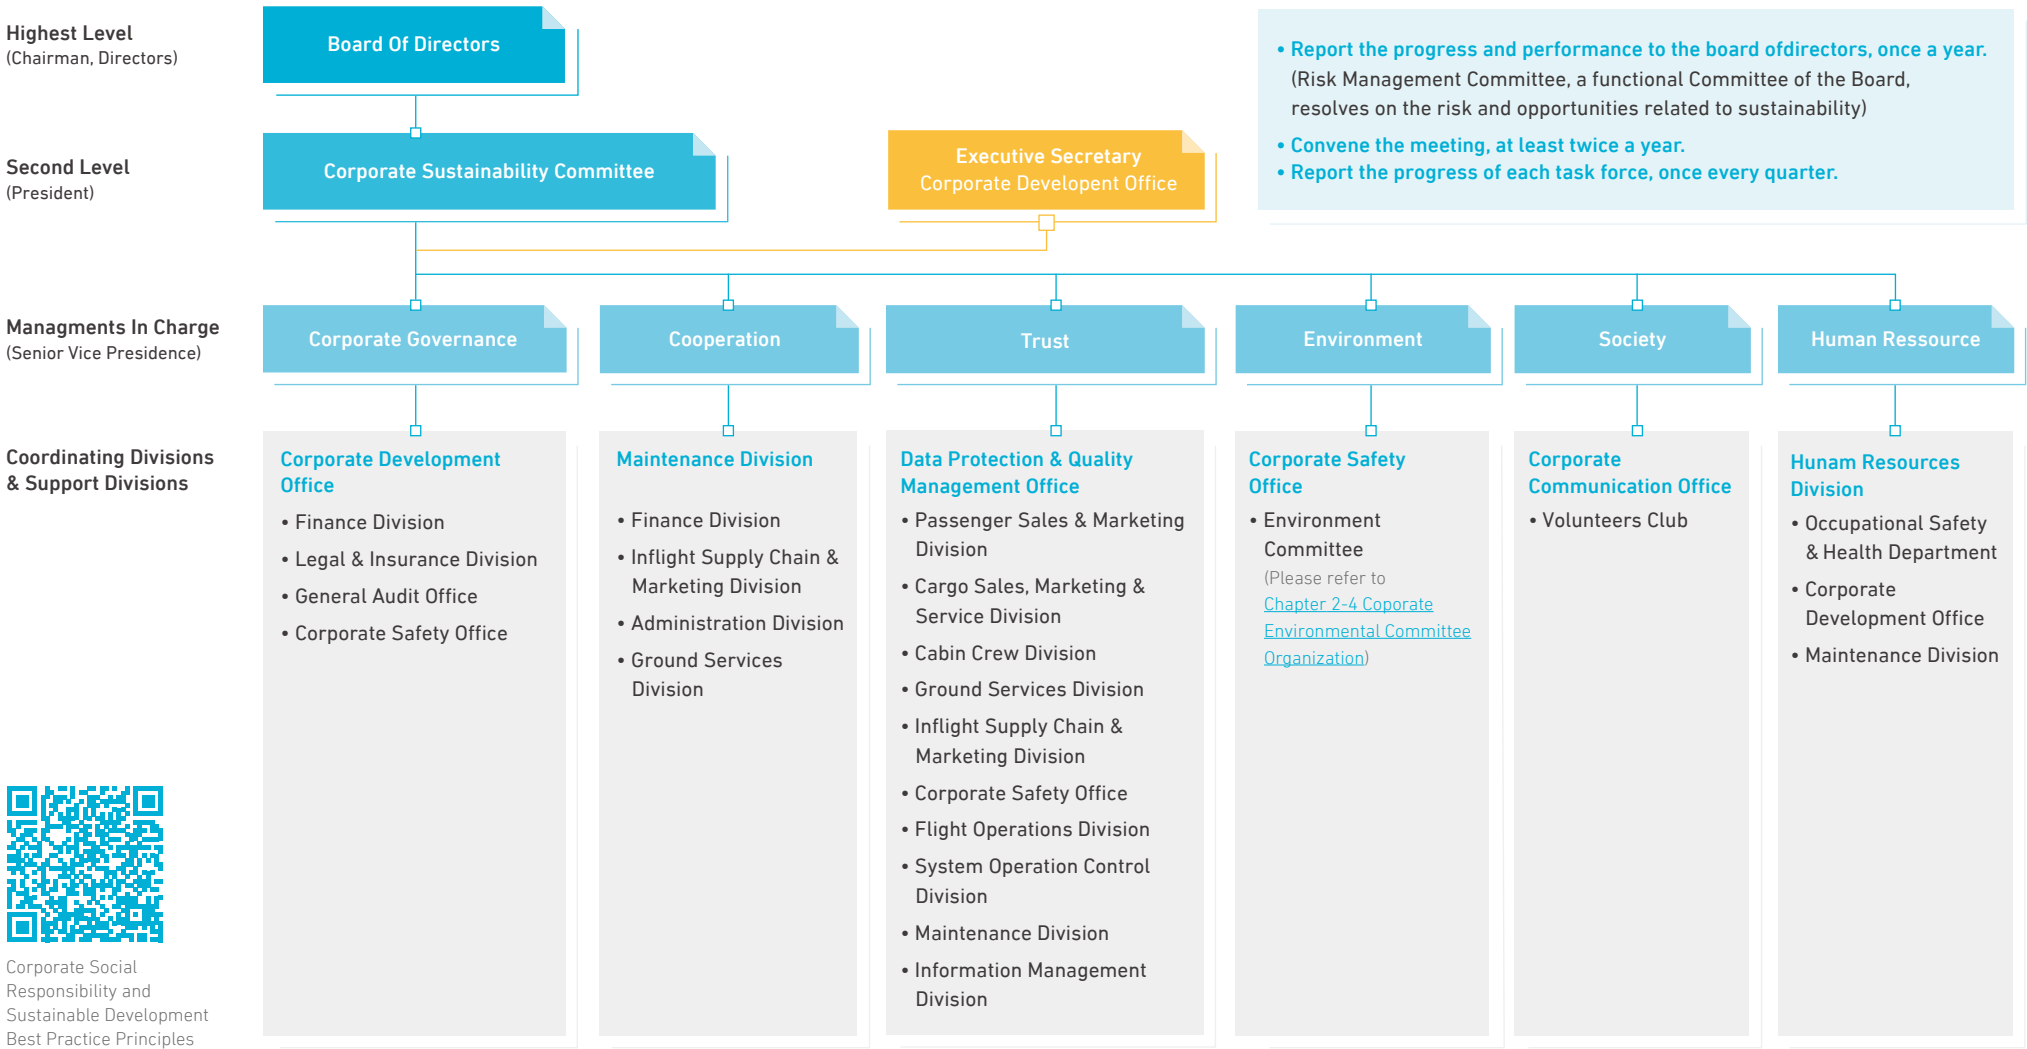 Highest Level
(Chairman, Directors)
Board Of Directors
• Report the progress and performance to the board ofdirectors, once a year.
(Risk Management Committee, a functional Committee of the Board,
resolves on the risk and opportunities related to sustainability)
• Convene the meeting, at least twice a year.
• Report the progress of each task force, once every quarter.
Second Level
(President)
Corporate Sustainability Committee
Executive Secretary
Corporate Developent Office
Managments In Charge
(Senior Vice Presidence)
Corporate Governance
Cooperation
Trust
Environment
Society
Human Ressource
Coordinating Divisions
& Support Divisions
Corporate Development
Office
• Finance Division
• Legal & Insurance Division
• General Audit Office
• Corporate Safety Office
Maintenance Division
• Finance Division
• Inflight Supply Chain &
Marketing Division
• Administration Division
• Ground Services
Division
Data Protection & Quality
Management Office
• Passenger Sales & Marketing
Division
• Cargo Sales, Marketing &
Service Division
• Cabin Crew Division
• Ground Services Division
• Inflight Supply Chain &
Marketing Division
• Corporate Safety Office
• Flight Operations Division
• System Operation Control
Division
• Maintenance Division
• Information Management
Division
Corporate Safety
Office
• Environment
Committee
(Please refer to
Chapter 2-4 Coporate
Environmental Committee
Organization)
Corporate
Communication Office
• Volunteers Club
Hunam Resources
Division
• Occupational Safety
& Health Department
• Corporate
Development Office
• Maintenance Division
Corporate Social
Responsibility and
Sustainable Development
Best Practice Principles